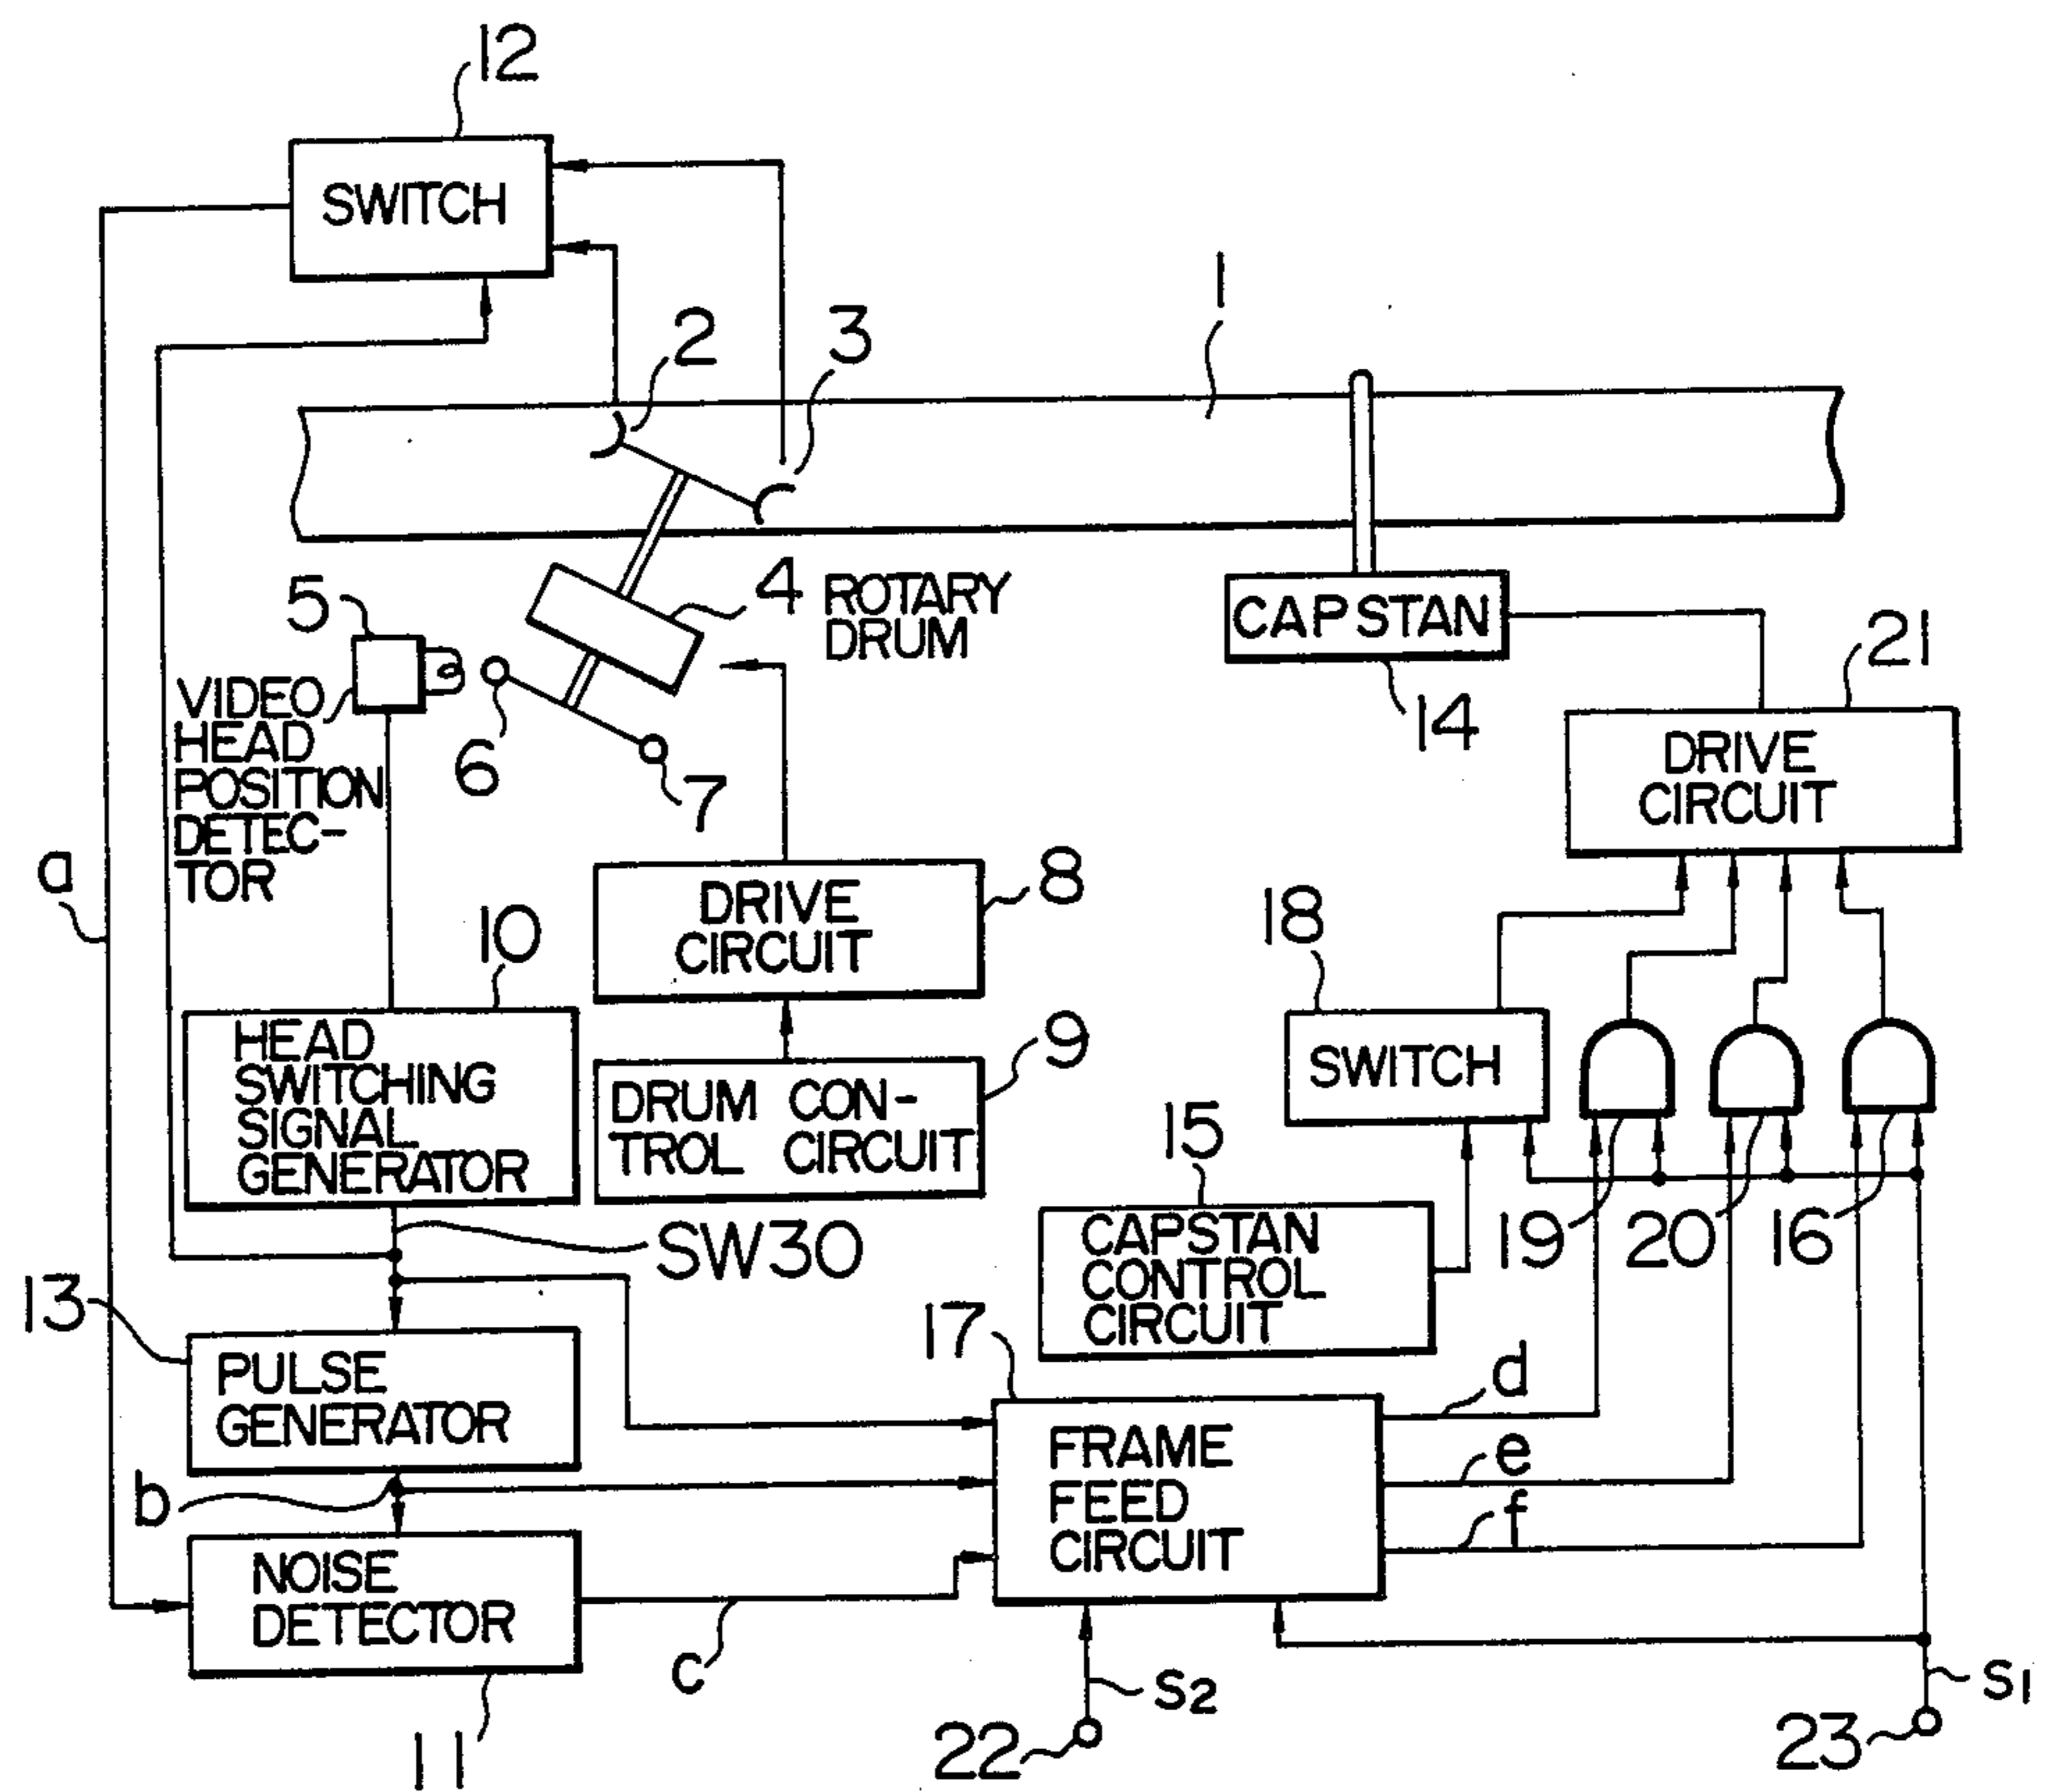 12
SWITCH
1
2
3
5
4 ROTARY
DRUM
CAPSTAN
21
VIDEO
HEAD
POSITION
DETEC-
TOR
6
7
14
DRIVE
CIRCUIT
a
8
DRIVE
CIRCUIT
10
18
HEAD
SWITCHING
SIGNAL
GENERATOR
9
DRUM CON-
TROL CIRCUIT
SWITCH
15
19
20
16
SW30
CAPSTAN
CONTROL
CIRCUIT
13
17
PULSE
GENERATOR
d
e
f
FRAME
FEED
CIRCUIT
b
NOISE
DETECTOR
c
S2
S1
11
22
23